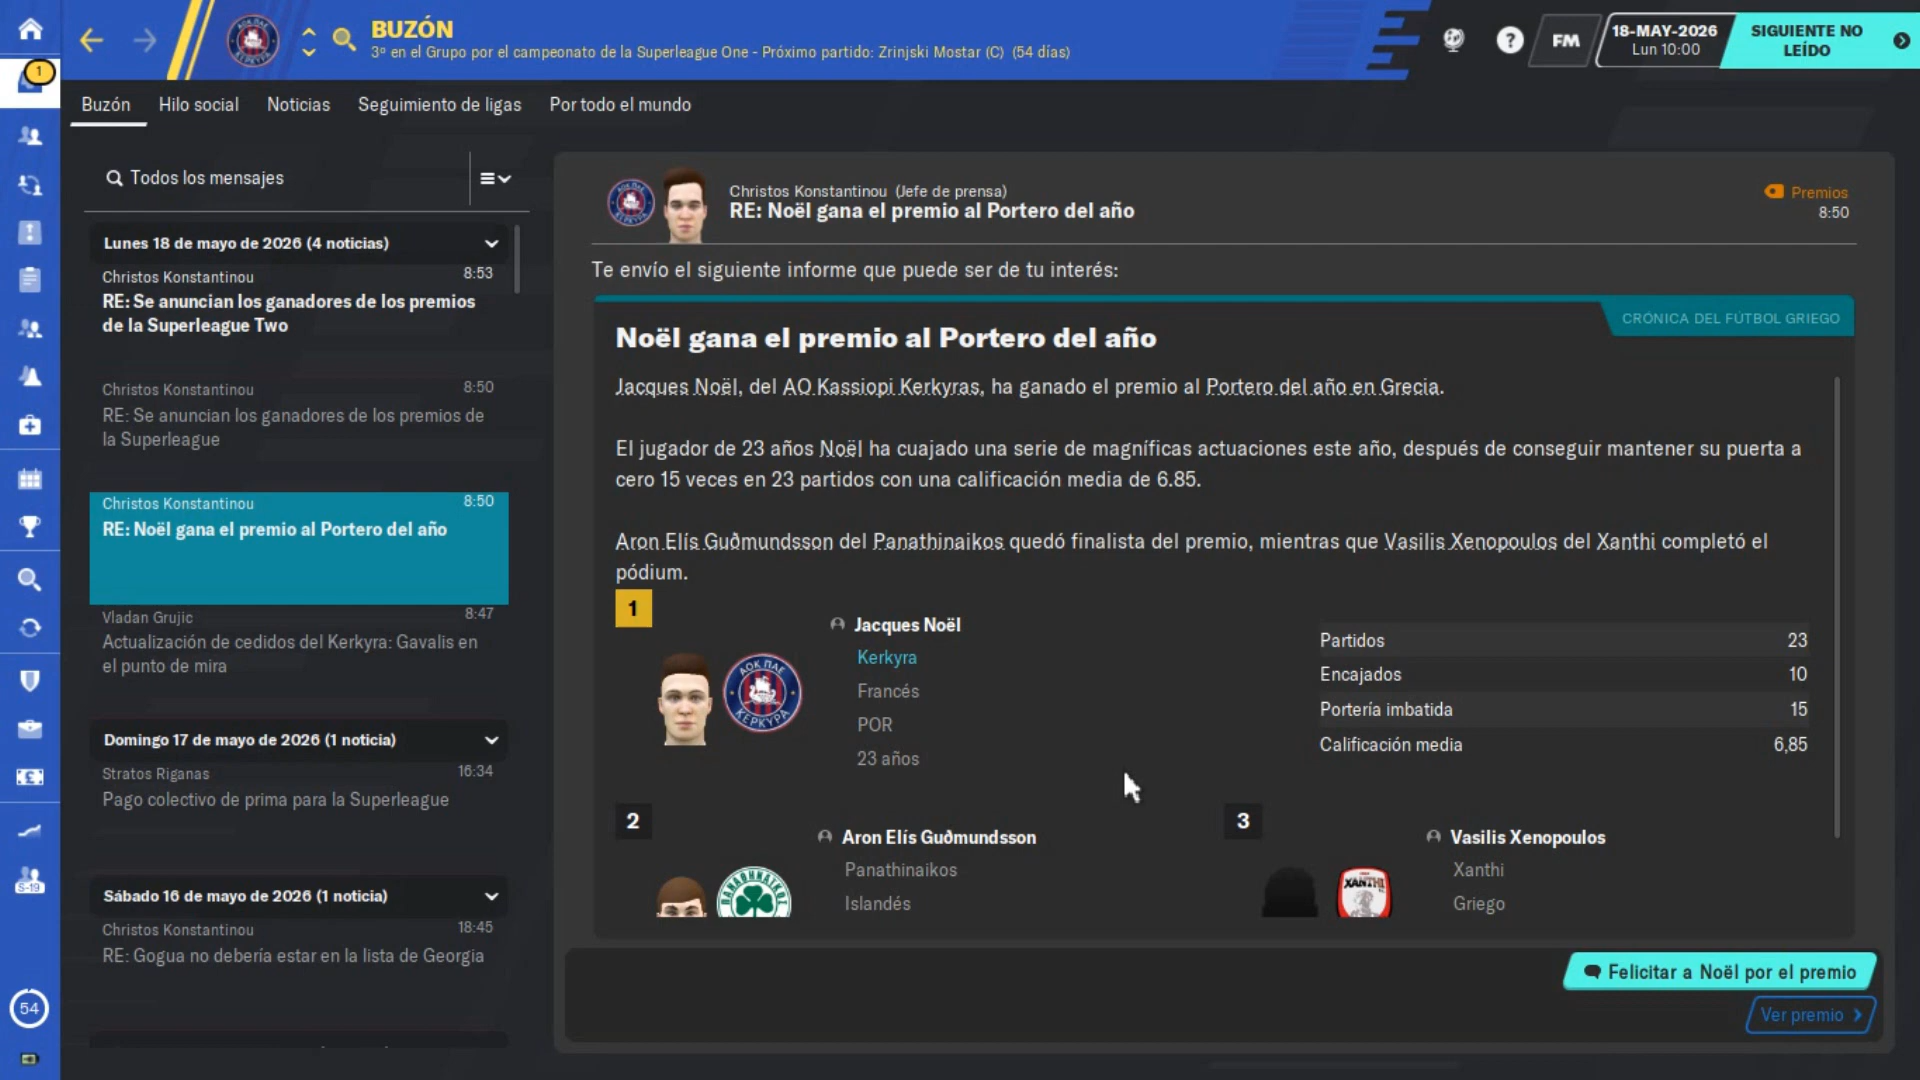 BUZÓN
3º en el Grupo por el campeonato de la Superleague One - Próximo partido: Zrinjski Mostar (C) (54 días)
?
FM
18-MAY-2026
Lun 10:00
SIGUIENTE NO
LEÍDO
1
Buzón
Hilo social
Noticias
Seguimiento de ligas
Por todo el mundo
Todos los mensajes
Lunes 18 de mayo de 2026 (4 noticias)
Christos Konstantinou
8:53
RE: Se anuncian los ganadores de los premios
de la Superleague Two
Christos Konstantinou
8:50
RE: Se anuncian los ganadores de los premios de
la Superleague
Christos Konstantinou
8:50
RE: Noël gana el premio al Portero del año
Vladan Grujic
8:47
Actualización de cedidos del Kerkyra: Gavalis en
el punto de mira
Domingo 17 de mayo de 2026 (1 noticia)
Stratos Riganas
16:34
Pago colectivo de prima para la Superleague
Sábado 16 de mayo de 2026 (1 noticia)
Christos Konstantinou
18:45
RE: Gogua no debería estar en la lista de Georgia
S-19
54
Christos Konstantinou (Jefe de prensa)
RE: Noël gana el premio al Portero del año
Premios
8:50
Te envío el siguiente informe que puede ser de tu interés:
CRÓNICA DEL FÚTBOL GRIEGO
Noël gana el premio al Portero del año
Jacques Noël, del AO Kassiopi Kerkyras, ha ganado el premio al Portero del año en Grecia.
El jugador de 23 años Noël ha cuajado una serie de magníficas actuaciones este año, después de conseguir mantener su puerta a
cero 15 veces en 23 partidos con una calificación media de 6.85.
Aron Elís Guðmundsson del Panathinaikos quedó finalista del premio, mientras que Vasilis Xenopoulos del Xanthi completó el
pódium.
1
ΑΟΚ ΠΑΕ
ΚΕΡΚΥΡΑ
Jacques Noël
Kerkyra
Francés
POR
23 años
Partidos 23
Encajados 10
Portería imbatida 15
Calificación media 6,85
2
Aron Elís Guðmundsson
Panathinaikos
Islandés
3
XANTHI
Vasilis Xenopoulos
Xanthi
Griego
Felicitar a Noël por el premio
Ver premio